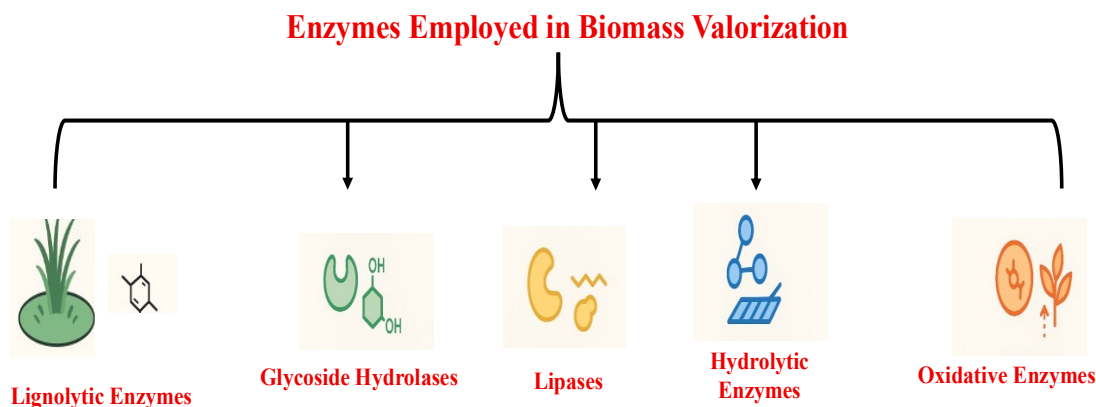 Enzymes Employed in Biomass Valorization
OH
OH
Lignolytic Enzymes
Glycoside Hydrolases
Lipases
Hydrolytic
Enzymes
Oxidative Enzymes